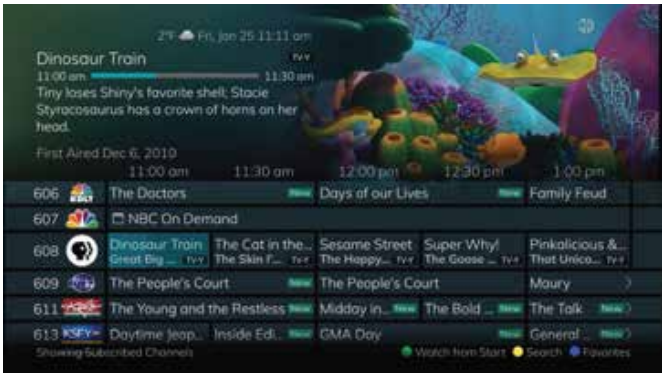 2°F Fri, Jan 25 11:11 am
Dinosaur Train TV-Y
11:00 am 11:30 am
Tiny loses Shiny's favorite shell; Stacie
Styracosaurus has a crown of horns on her
head.
First Aired Dec 6, 2010
11:00 am 11:30 am 12:00 pm 12:30 pm 1:00 pm
606 The Doctors New Days of our Lives New Family Feud
607 NBC On Demand
608 Dinosaur Train The Cat in the... Sesame Street Super Why! Pinkalicious &...
Great Big ... TV-Y The Skin I'... TV-Y The Happy... TV-Y The Goose ... TV-Y That Unico... TV-Y
609 The People's Court New The People's Court Maury
611 The Young and the Restless New Midday in... New The Bold ... New The Talk New
613 KSFY Daytime Jeop... Inside Edi... New GMA Day New General ... New
Showing Subscribed Channels Watch from Start Search Favorites